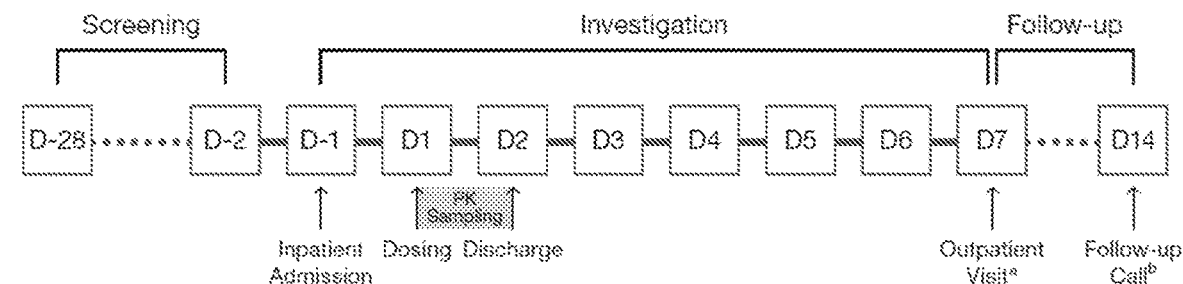 Screening Investigation Follow-up
D-28 D-2 D-1 D1 D2 D3 D4 D5 D6 D7 D14
PK
Sampling
Inpatient Dosing Discharge Outpatient Follow-up
Admission Visitᵃ Callᵇ